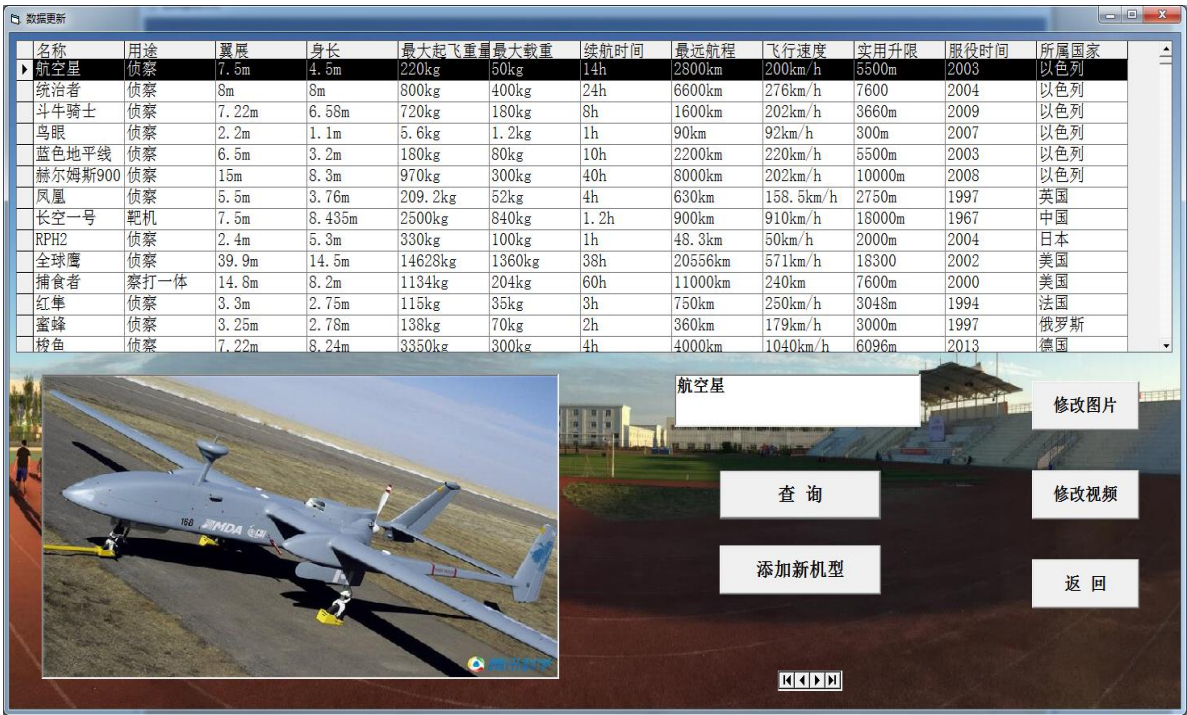 数据更新
名称 用途 翼展 身长 最大起飞重量 最大载重 续航时间 最远航程 飞行速度 实用升限 服役时间 所属国家
航空星 侦察 7.5m 4.5m 220kg 50kg 14h 2800km 200km/h 5500m 2003 以色列
统治者 侦察 8m 8m 800kg 400kg 24h 6600km 276km/h 7600 2004 以色列
斗牛骑士 侦察 7.22m 6.58m 720kg 180kg 8h 1600km 202km/h 3660m 2009 以色列
鸟眼 侦察 2.2m 1.1m 5.6kg 1.2kg 1h 90km 92km/h 300m 2007 以色列
蓝色地平线 侦察 6.5m 3.2m 180kg 80kg 10h 2200km 220km/h 5500m 2003 以色列
赫尔姆斯900 侦察 15m 8.3m 970kg 300kg 40h 8000km 202km/h 10000m 2008 以色列
凤凰 侦察 5.5m 3.76m 209.2kg 52kg 4h 630km 158.5km/h 2750m 1997 英国
长空一号 靶机 7.5m 8.435m 2500kg 840kg 1.2h 900km 910km/h 18000m 1967 中国
RPH2 侦察 2.4m 5.3m 330kg 100kg 1h 48.3km 50km/h 2000m 2004 日本
全球鹰 侦察 39.9m 14.5m 14628kg 1360kg 38h 20556km 571km/h 18300 2002 美国
捕食者 察打一体 14.8m 8.2m 1134kg 204kg 60h 11000km 240km 7600m 2000 美国
红隼 侦察 3.3m 2.75m 115kg 35kg 3h 750km 250km/h 3048m 1994 法国
蜜蜂 侦察 3.25m 2.78m 138kg 70kg 2h 360km 179km/h 3000m 1997 俄罗斯
梭鱼 侦察 7.22m 8.24m 3350kg 300kg 4h 4000km 1040km/h 6096m 2013 德国
航空星
修改图片
查 询
修改视频
添加新机型
返 回
168 MDA
腾讯科学